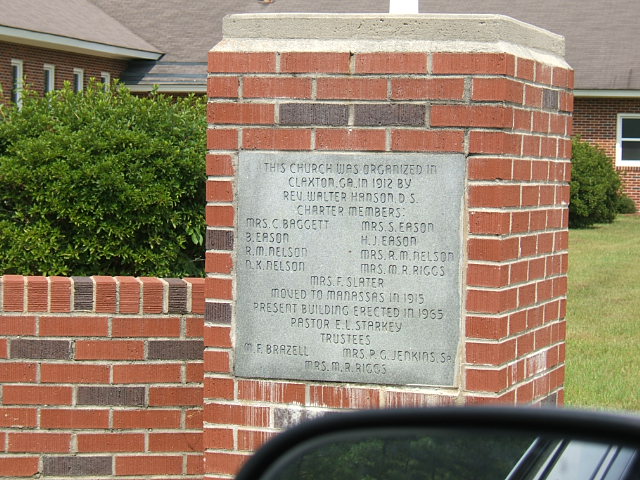 THIS CHURCH WAS ORGANIZED IN
CLAXTON, GA. IN 1912 BY
REV. WALTER HANSON, D.S.
CHARTER MEMBERS:
MRS. C. BAGGETT MRS. S. EASON
B. EASON H. J. EASON
R. M. NELSON MRS. R. M. NELSON
N. K. NELSON MRS. M. R. RIGGS
MRS. F. SLATER
MOVED TO MANASSAS IN 1915
PRESENT BUILDING ERECTED IN 1965
PASTOR E. L. STARKEY
TRUSTEES
M. F. BRAZELL MRS. P. G. JENKINS, SR.
MRS. M. R. RIGGS